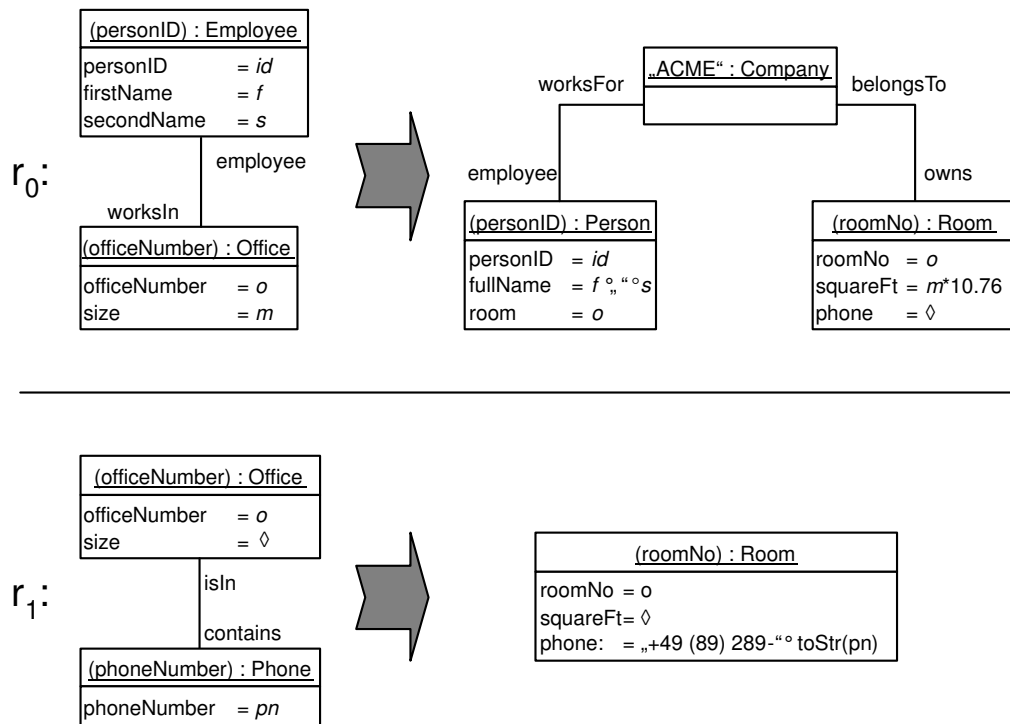 r0:
(personID) : Employee
personID = id
firstName = f
secondName = s
employee
worksIn
(officeNumber) : Office
officeNumber = o
size = m
„ACME“ : Company
worksFor
belongsTo
employee
owns
(personID) : Person
personID = id
fullName = f °„ “° s
room = o
(roomNo) : Room
roomNo = o
squareFt = m*10.76
phone = ◊
r1:
(officeNumber) : Office
officeNumber = o
size = ◊
isIn
contains
(phoneNumber) : Phone
phoneNumber = pn
(roomNo) : Room
roomNo = o
squareFt= ◊
phone: = „+49 (89) 289-“° toStr(pn)